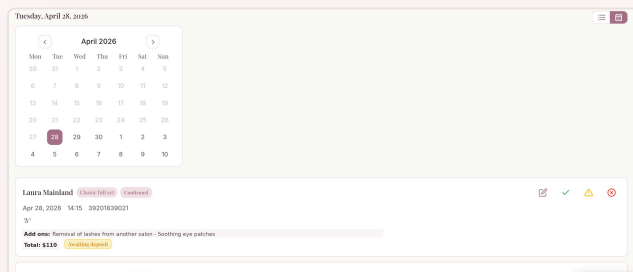 Tuesday, April 28, 2026
April 2026
Mon Tue Wed Thu Fri Sat Sun
30 31 1 2 3 4 5
6 7 8 9 10 11 12
13 14 15 16 17 18 19
20 21 22 23 24 25 26
27 28 29 30 1 2 3
4 5 6 7 8 9 10
Laura Mainland Classic full set Confirmed
Apr 28, 2026 14:15 39201839021
Add ons: Removal of lashes from another salon - Soothing eye patches
Total: $110 Awaiting deposit